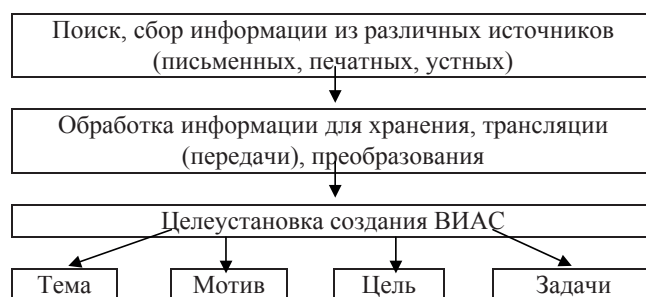 Поиск, сбор информации из различных источников
(письменных, печатных, устных)
Обработка информации для хранения, трансляции
(передачи), преобразования
Целеустановка создания ВИАС
Тема Мотив Цель Задачи